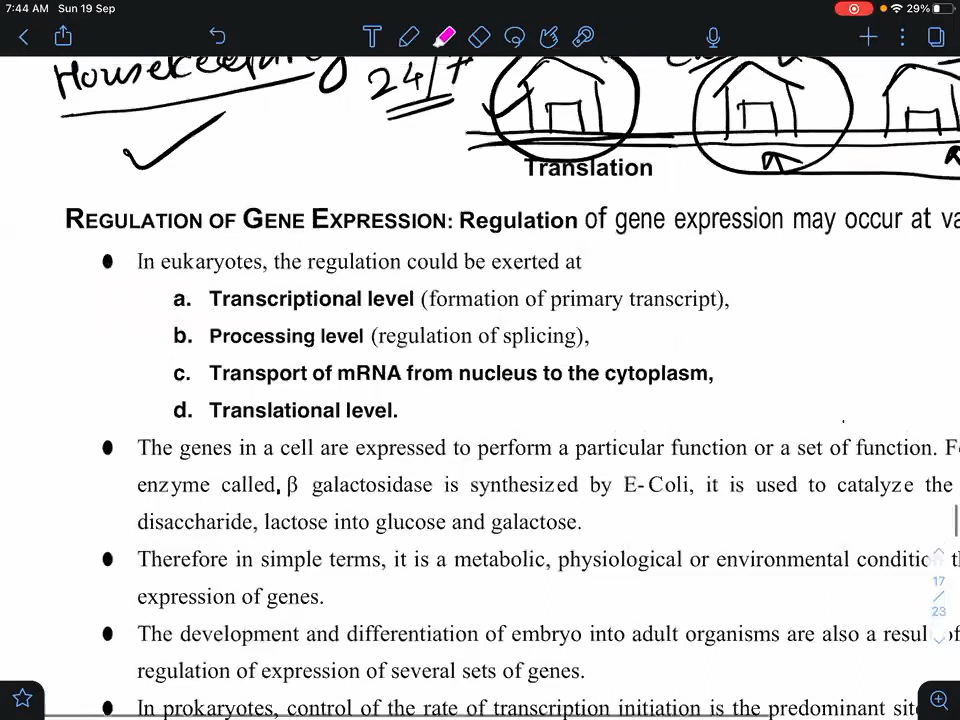 7:44 AM Sun 19 Sep
29%
Housekeeping
24/7
Translation
REGULATION OF GENE EXPRESSION: Regulation of gene expression may occur at
In eukaryotes, the regulation could be exerted at
a. Transcriptional level (formation of primary transcript),
b. Processing level (regulation of splicing),
c. Transport of mRNA from nucleus to the cytoplasm,
d. Translational level.
The genes in a cell are expressed to perform a particular function or a set of function.
enzyme called, β galactosidase is synthesized by E-Coli, it is used to catalyze the
disaccharide, lactose into glucose and galactose.
Therefore in simple terms, it is a metabolic, physiological or environmental condition
expression of genes.
The development and differentiation of embryo into adult organisms are also a result of
regulation of expression of several sets of genes.
In prokaryotes, control of the rate of transcription initiation is the predominant
17
/
23